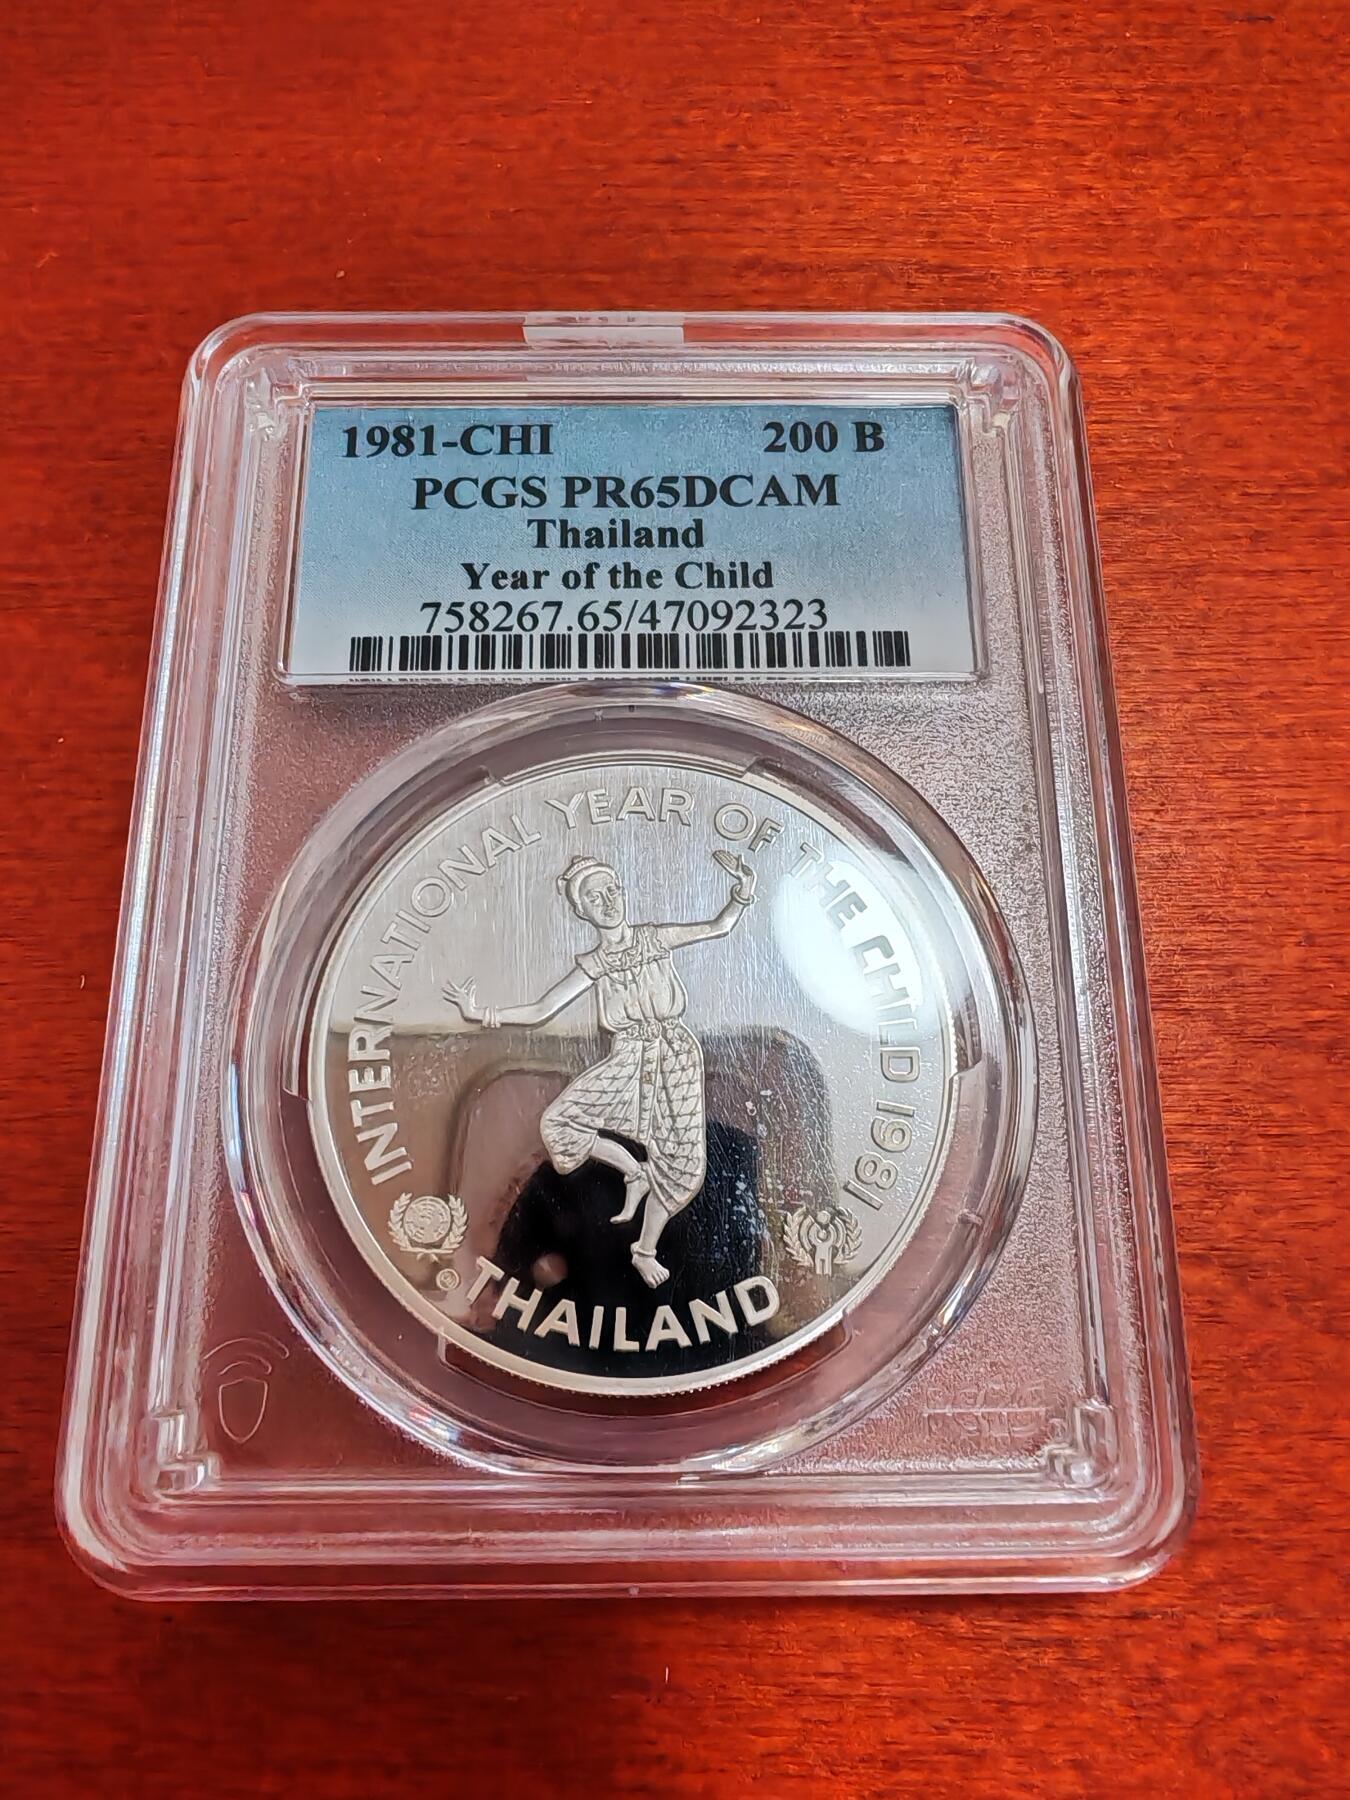 1981-CHI 200 B
PCGS PR65DCAM
Thailand
Year of the Child
758267.65/47092323
INTERNATIONAL YEAR OF THE CHILD 1981
THAILAND